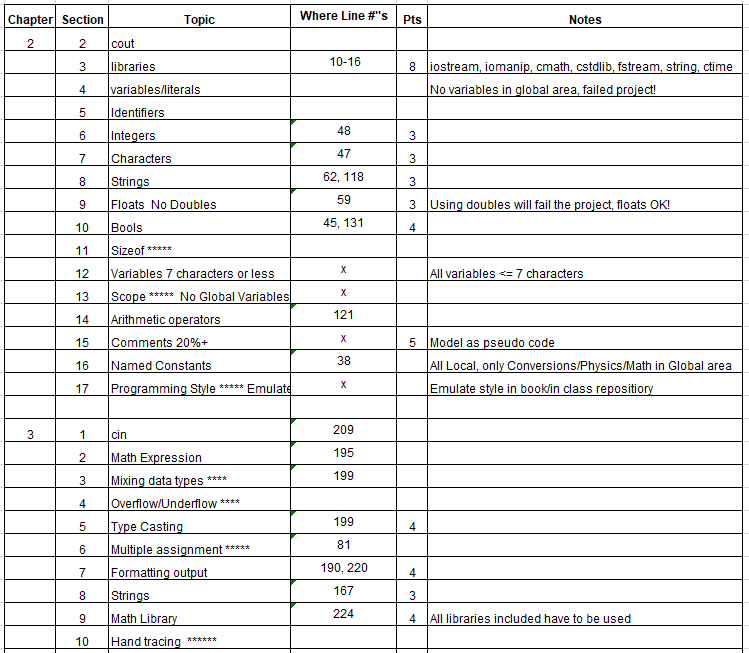 Chapter Section Topic Where Line #"s Pts Notes
2 2 cout
3 libraries 10-16 8 iostream, iomanip, cmath, cstdlib, fstream, string, ctime
4 variables/literals No variables in global area, failed project!
5 Identifiers
6 Integers 48 3
7 Characters 47 3
8 Strings 62, 118 3
9 Floats No Doubles 59 3 Using doubles will fail the project, floats OK!
10 Bools 45, 131 4
11 Sizeof *****
12 Variables 7 characters or less x All variables <= 7 characters
13 Scope ***** No Global Variables x
14 Arithmetic operators 121
15 Comments 20%+ x 5 Model as pseudo code
16 Named Constants 38 All Local, only Conversions/Physics/Math in Global area
17 Programming Style ***** Emulate x Emulate style in book/in class repositiory
3 1 cin 209
2 Math Expression 195
3 Mixing data types **** 199
4 Overflow/Underflow ****
5 Type Casting 199 4
6 Multiple assignment ***** 81
7 Formatting output 190, 220 4
8 Strings 167 3
9 Math Library 224 4 All libraries included have to be used
10 Hand tracing ******